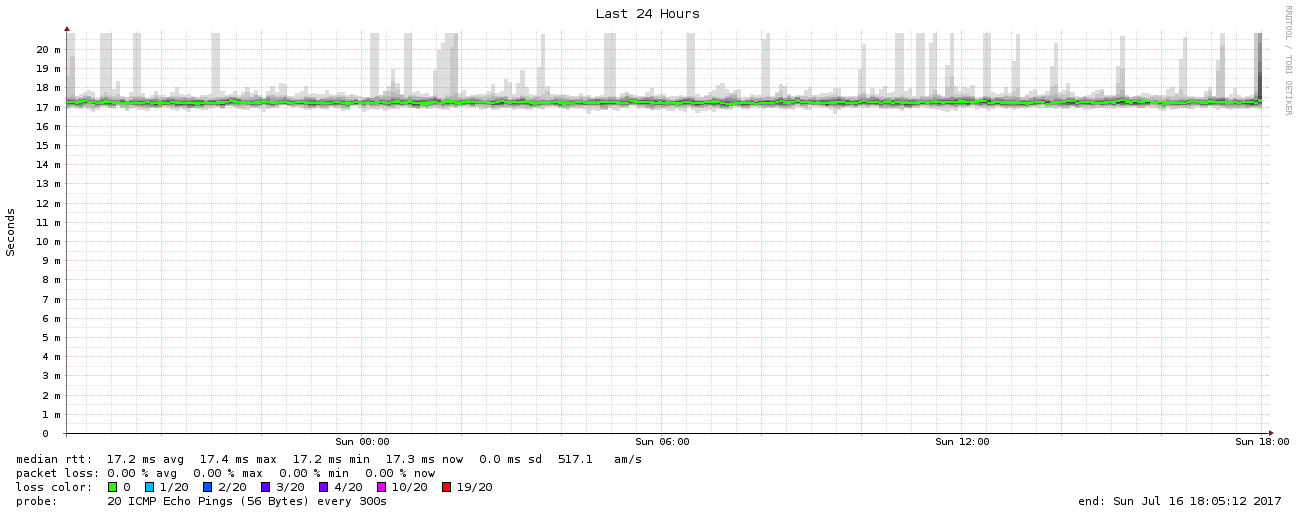 Last 24 Hours
RRDTOOL / TOBI OETIKER
Seconds
20 m
19 m
18 m
17 m
16 m
15 m
14 m
13 m
12 m
11 m
10 m
9 m
8 m
7 m
6 m
5 m
4 m
3 m
2 m
1 m
0
Sun 00:00 Sun 06:00 Sun 12:00 Sun 18:00
median rtt: 17.2 ms avg 17.4 ms max 17.2 ms min 17.3 ms now 0.0 ms sd 517.1 am/s
packet loss: 0.00 % avg 0.00 % max 0.00 % min 0.00 % now
loss color: 0 1/20 2/20 3/20 4/20 10/20 19/20
probe: 20 ICMP Echo Pings (56 Bytes) every 300s end: Sun Jul 16 18:05:12 2017